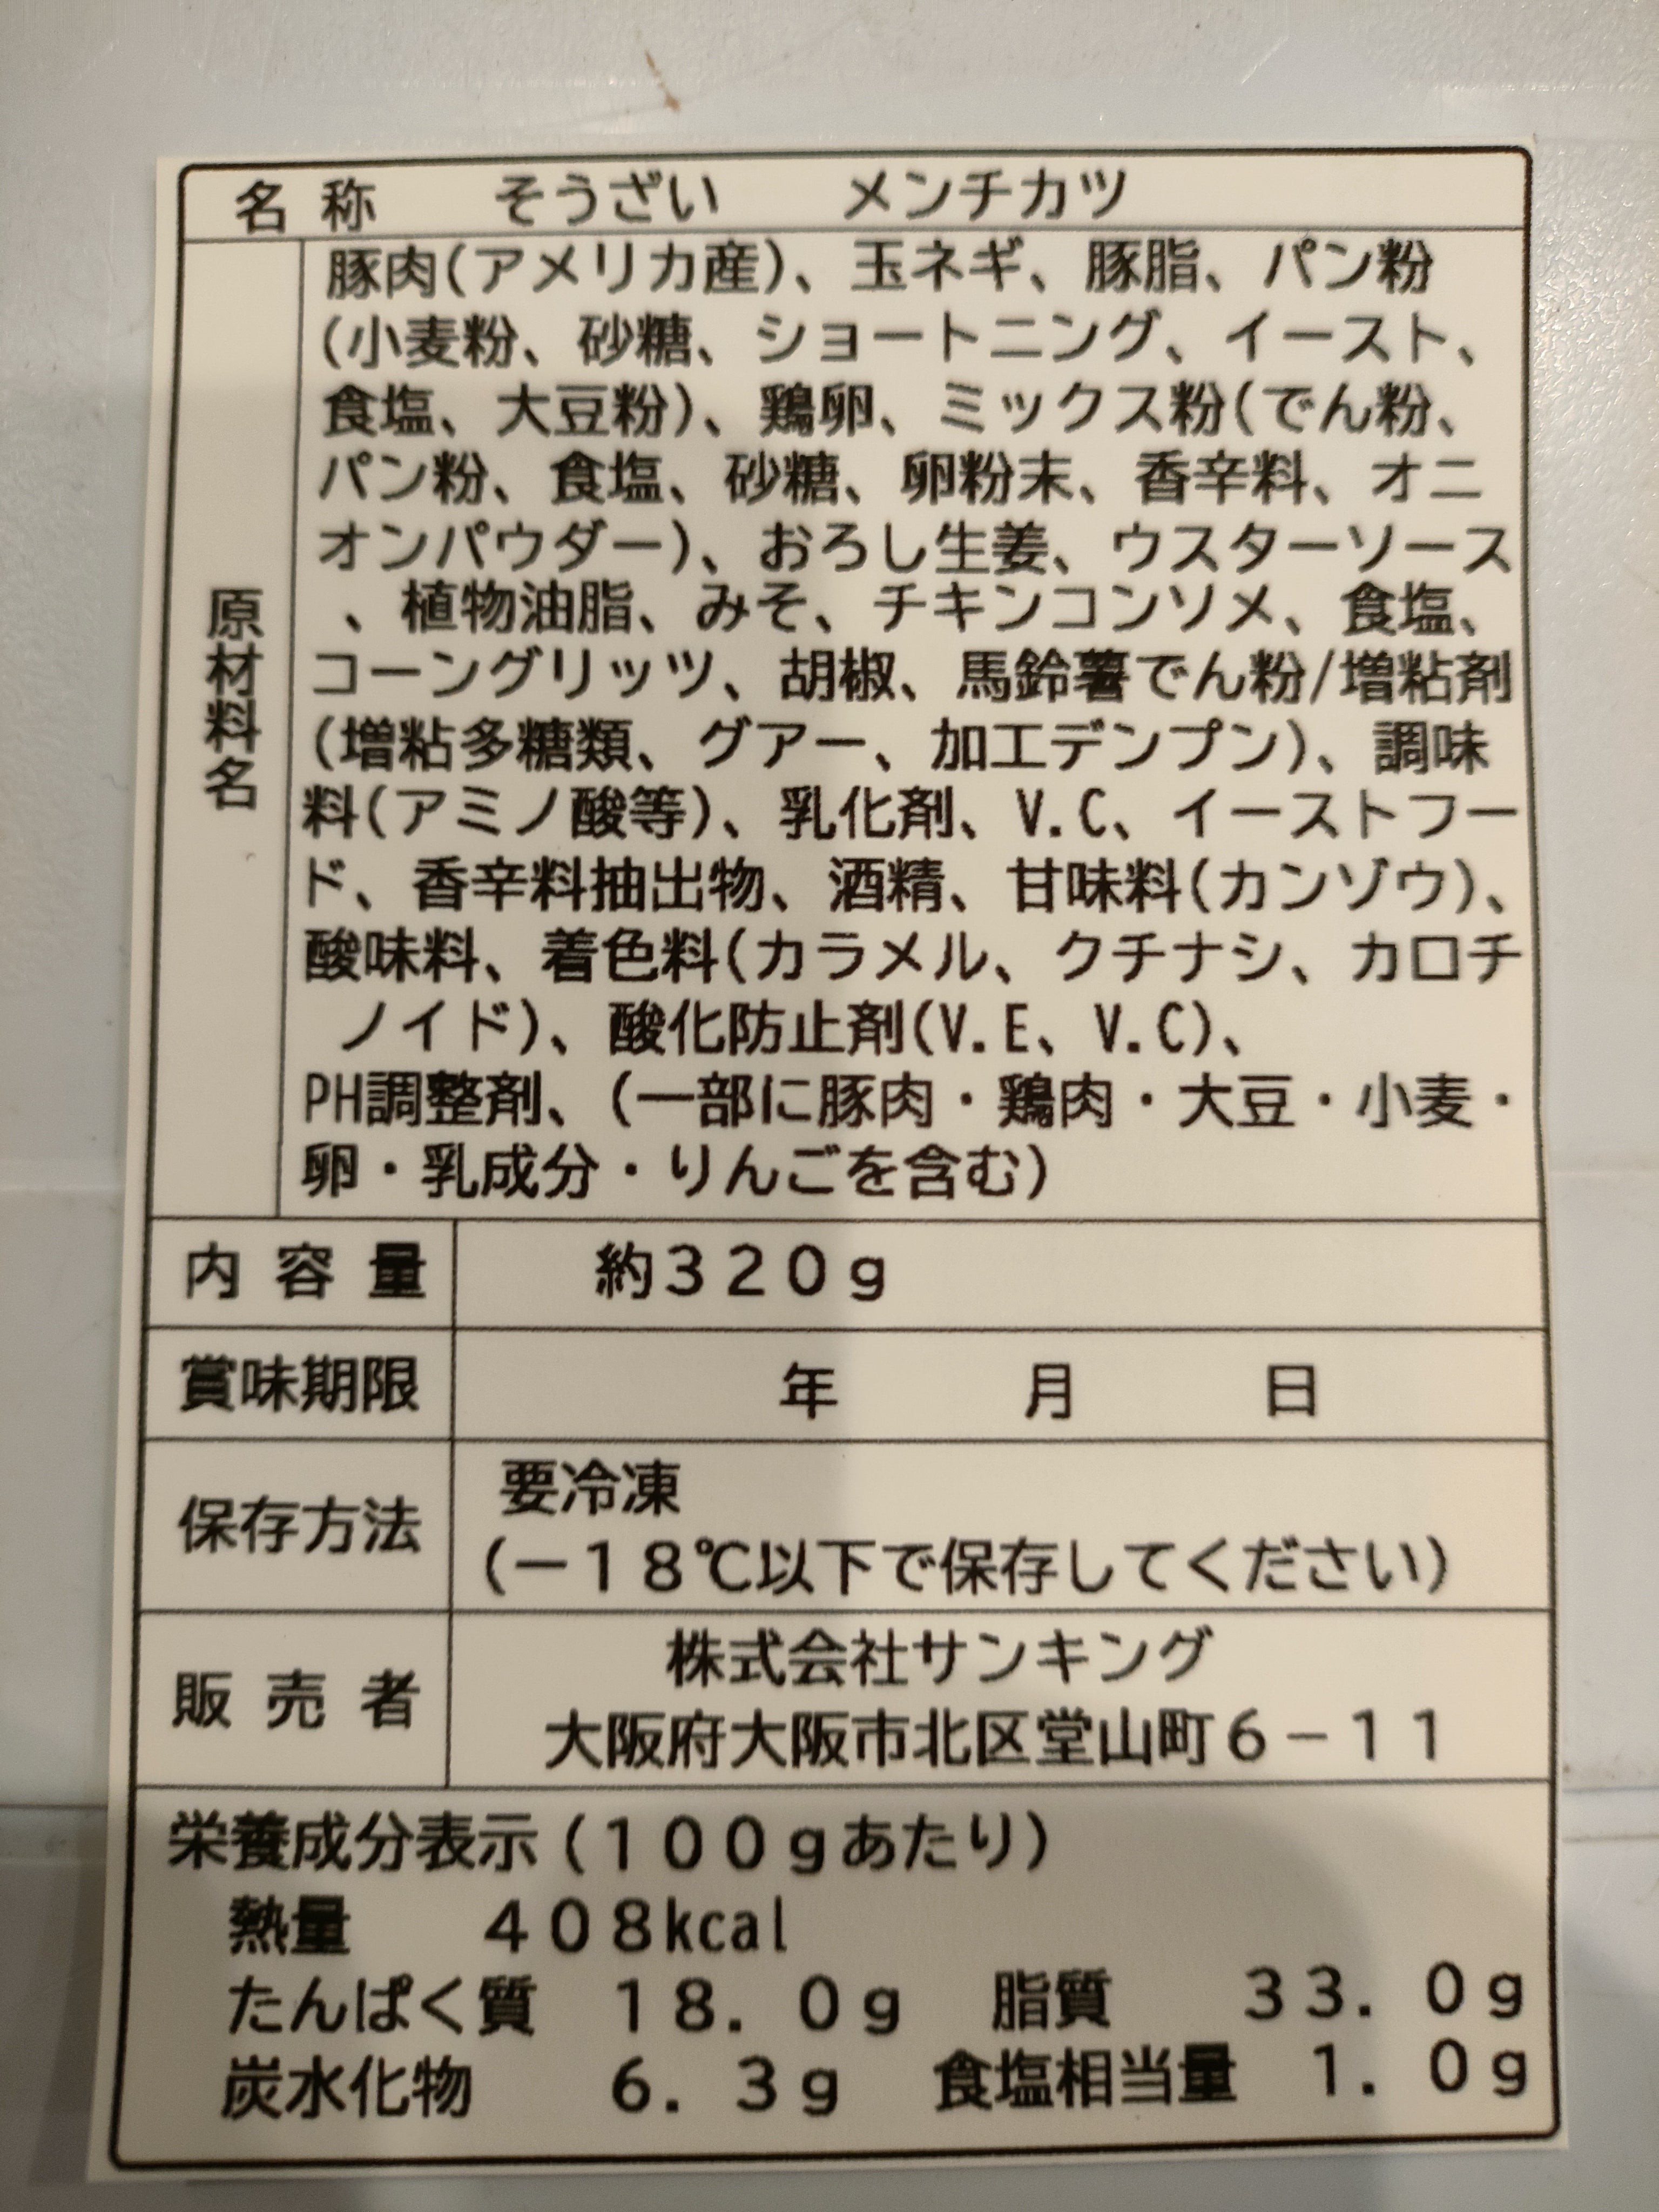 名称 そうざい メンチカツ
原材料名
豚肉(アメリカ産)、玉ネギ、豚脂、パン粉
(小麦粉、砂糖、ショートニング、イースト、
食塩、大豆粉)、鶏卵、ミックス粉(でん粉、
パン粉、食塩、砂糖、卵粉末、香辛料、オニ
オンパウダー)、おろし生姜、ウスターソース
、植物油脂、みそ、チキンコンソメ、食塩、
コーングリッツ、胡椒、馬鈴薯でん粉/増粘剤
(増粘多糖類、グアー、加工デンプン)、調味
料(アミノ酸等)、乳化剤、V.C、イーストフー
ド、香辛料抽出物、酒精、甘味料(カンゾウ)、
酸味料、着色料(カラメル、クチナシ、カロチ
ノイド)、酸化防止剤(V.E、V.C)、
PH調整剤、(一部に豚肉・鶏肉・大豆・小麦・
卵・乳成分・りんごを含む)
内容量 約320g
賞味期限 年 月 日
保存方法 要冷凍
(-18℃以下で保存してください)
販売者 株式会社サンキング
大阪府大阪市北区堂山町6-11
栄養成分表示(100gあたり)
熱量 408kcal
たんぱく質 18.0g 脂質 33.0g
炭水化物 6.3g 食塩相当量 1.0g